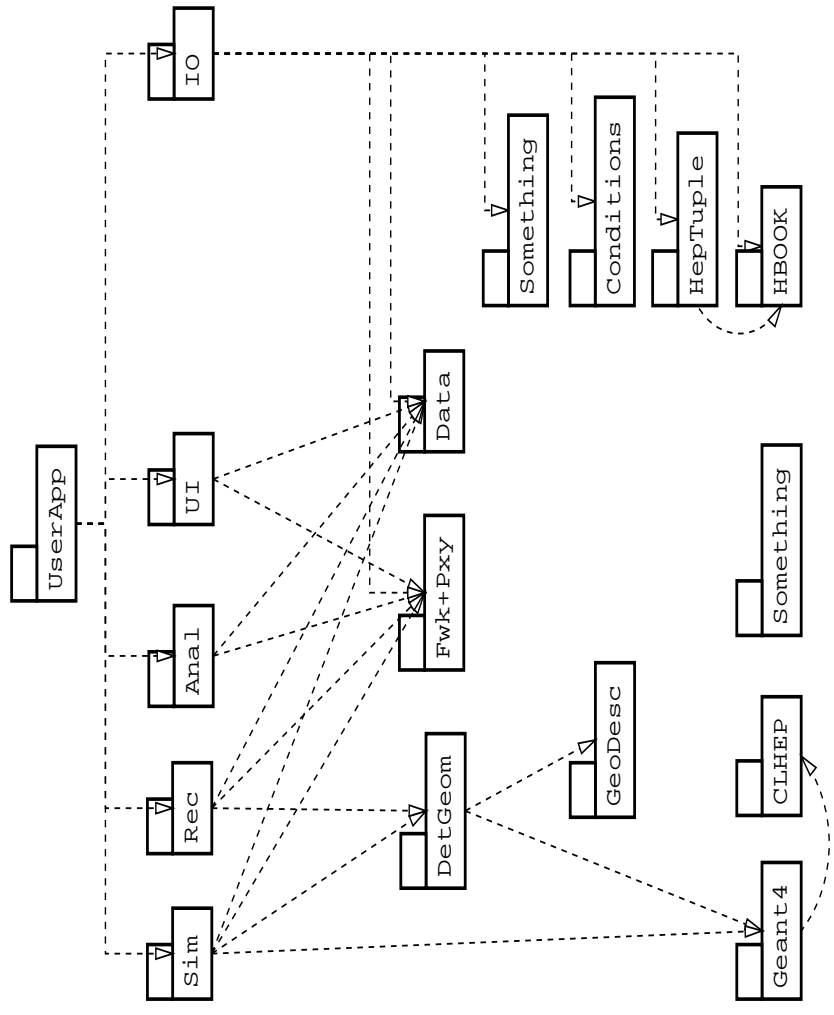 UserApp
Sim
Rec
Anal
UI
IO
DetGeom
Fwk+Pxy
Data
GeoDesc
Something
Conditions
HepTuple
Geant4
CLHEP
Something
HBOOK